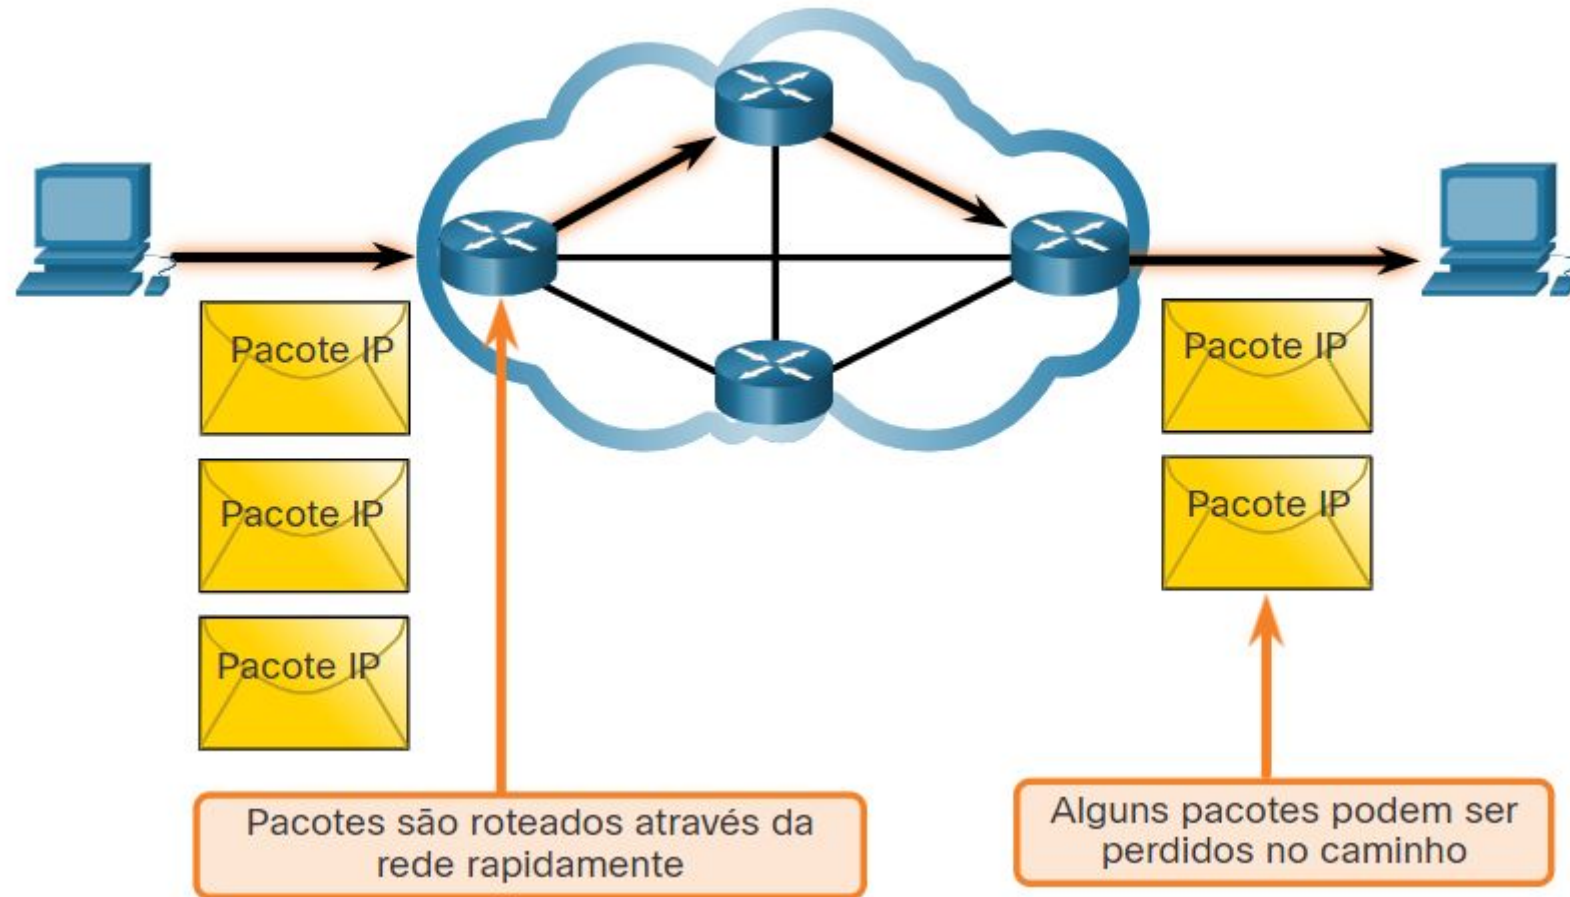 Pacote IP
Pacote IP
Pacote IP
Pacote IP
Pacote IP
Pacotes são roteados através da
rede rapidamente
Alguns pacotes podem ser
perdidos no caminho